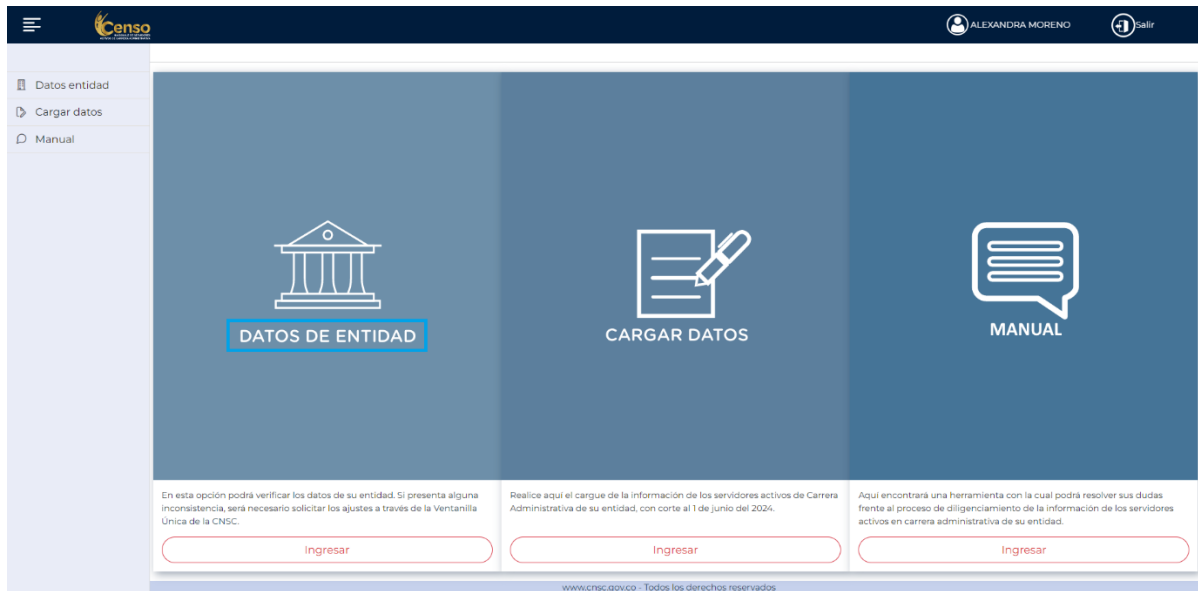 Censo
ALEXANDRA MORENO
Salir
Datos entidad
Cargar datos
Manual
DATOS DE ENTIDAD
CARGAR DATOS
MANUAL
En esta opción podrá verificar los datos de su entidad. Si presenta alguna
inconsistencia, será necesario solicitar los ajustes a través de la Ventanilla
Única de la CNSC.
Ingresar
Realice aquí el cargue de la información de los servidores activos de Carrera
Administrativa de su entidad, con corte al 1 de junio del 2024.
Ingresar
Aquí encontrará una herramienta con la cual podrá resolver sus dudas
frente al proceso de diligenciamiento de la información de los servidores
activos en carrera administrativa de su entidad.
Ingresar
www.cnsc.gov.co - Todos los derechos reservados